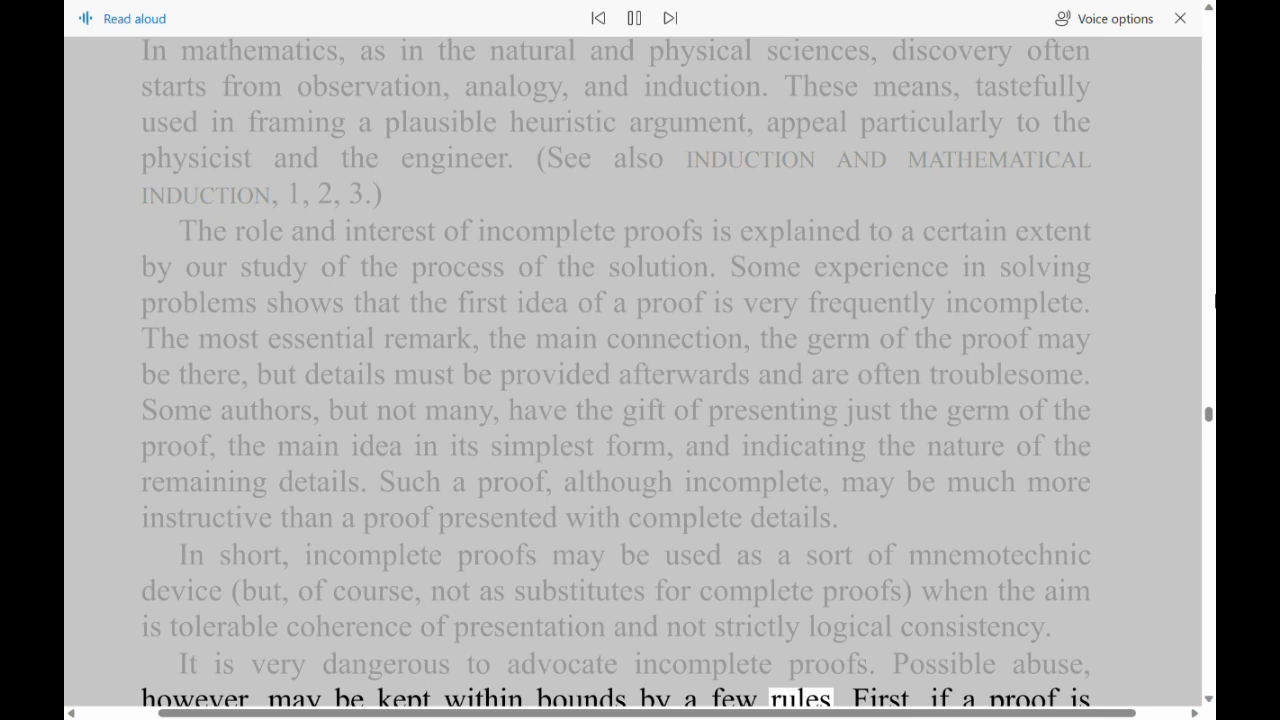 Read aloud
Voice options
In mathematics, as in the natural and physical sciences, discovery often
starts from observation, analogy, and induction. These means, tastefully
used in framing a plausible heuristic argument, appeal particularly to the
physicist and the engineer. (See also INDUCTION AND MATHEMATICAL
INDUCTION, 1, 2, 3.)
The role and interest of incomplete proofs is explained to a certain extent
by our study of the process of the solution. Some experience in solving
problems shows that the first idea of a proof is very frequently incomplete.
The most essential remark, the main connection, the germ of the proof may
be there, but details must be provided afterwards and are often troublesome.
Some authors, but not many, have the gift of presenting just the germ of the
proof, the main idea in its simplest form, and indicating the nature of the
remaining details. Such a proof, although incomplete, may be much more
instructive than a proof presented with complete details.
In short, incomplete proofs may be used as a sort of mnemotechnic
device (but, of course, not as substitutes for complete proofs) when the aim
is tolerable coherence of presentation and not strictly logical consistency.
It is very dangerous to advocate incomplete proofs. Possible abuse,
however, may be kept within bounds by a few rules. First, if a proof is